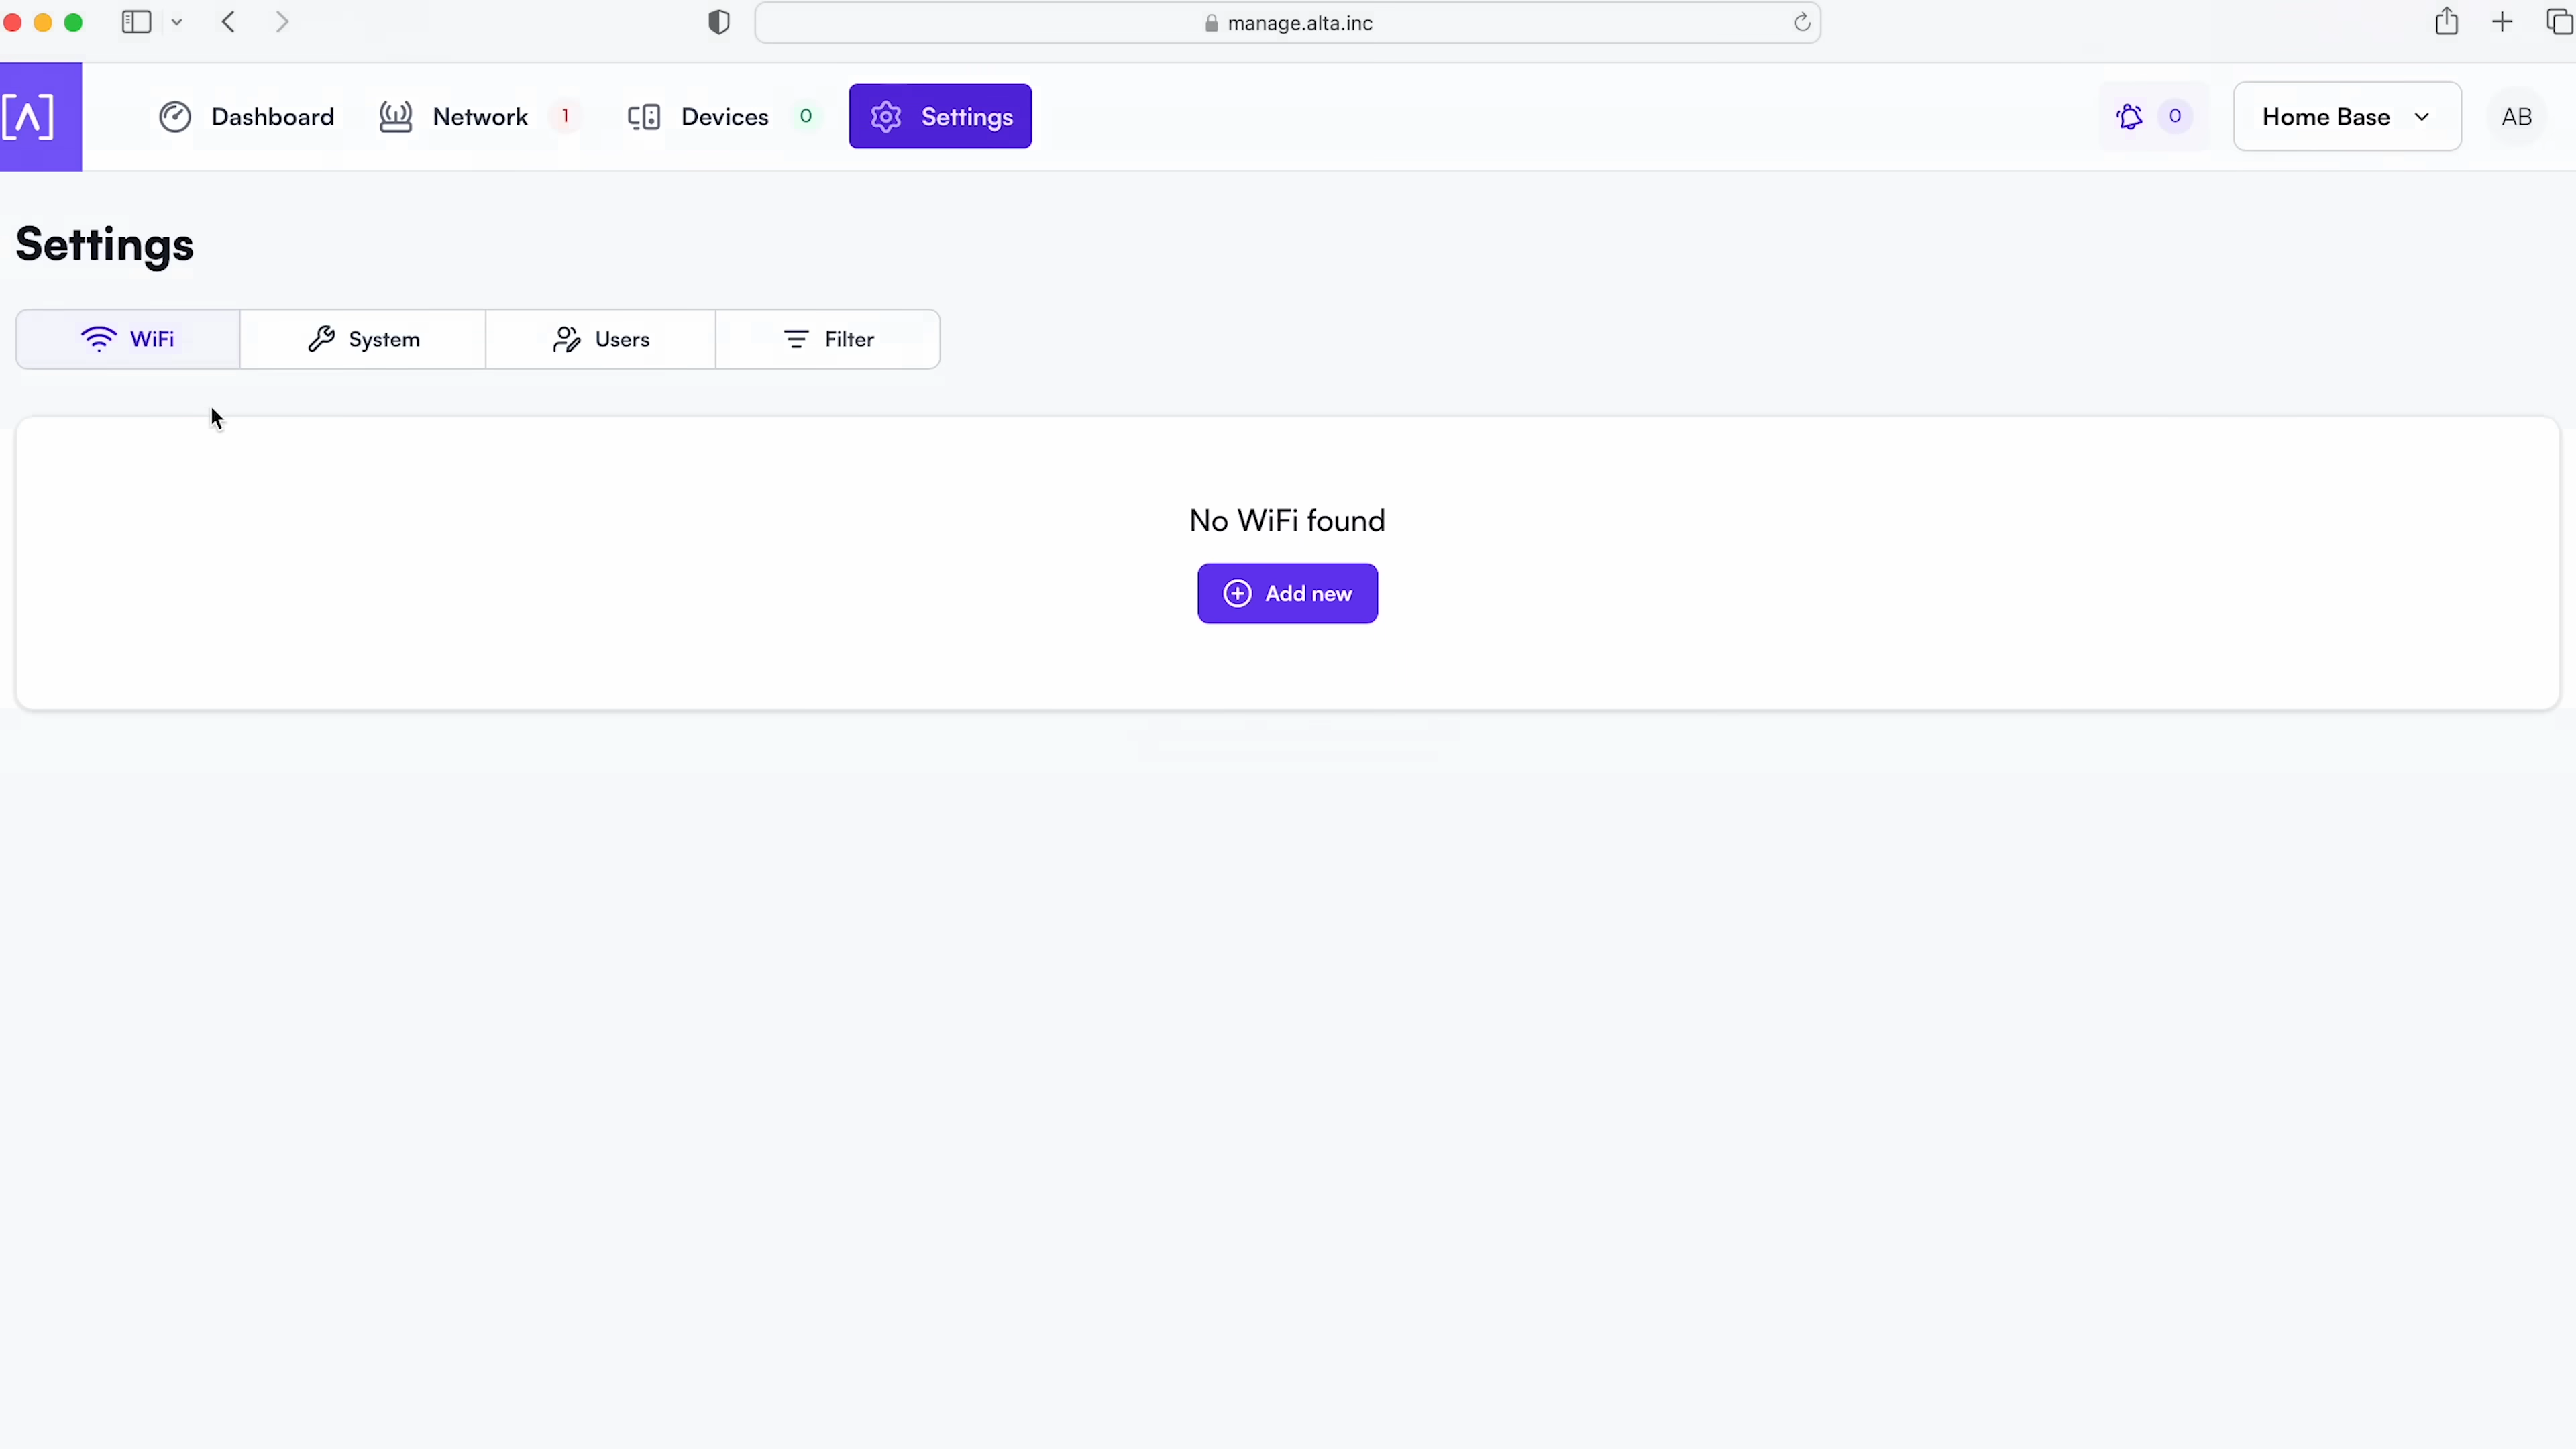 manage.alta.inc
[Λ] Dashboard Network 1 Devices 0 Settings 0 Home Base AB
Settings
WiFi System Users Filter
No WiFi found
Add new